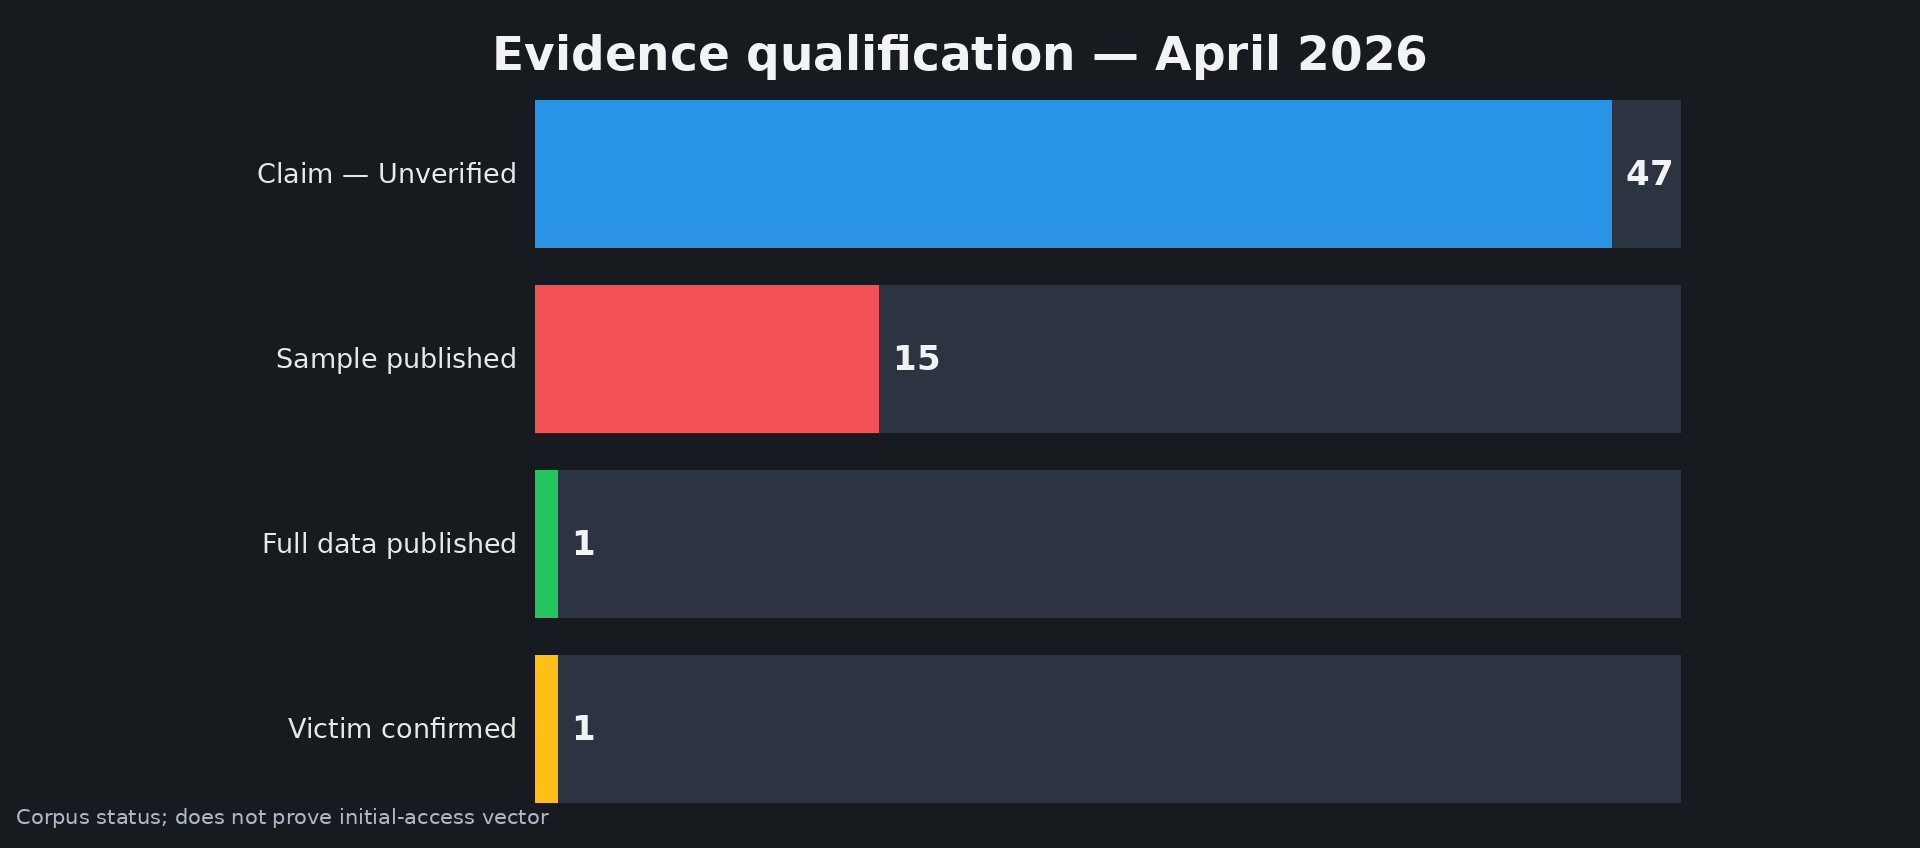 Evidence qualification — April 2026
Claim — Unverified 47
Sample published 15
Full data published 1
Victim confirmed 1
Corpus status; does not prove initial-access vector